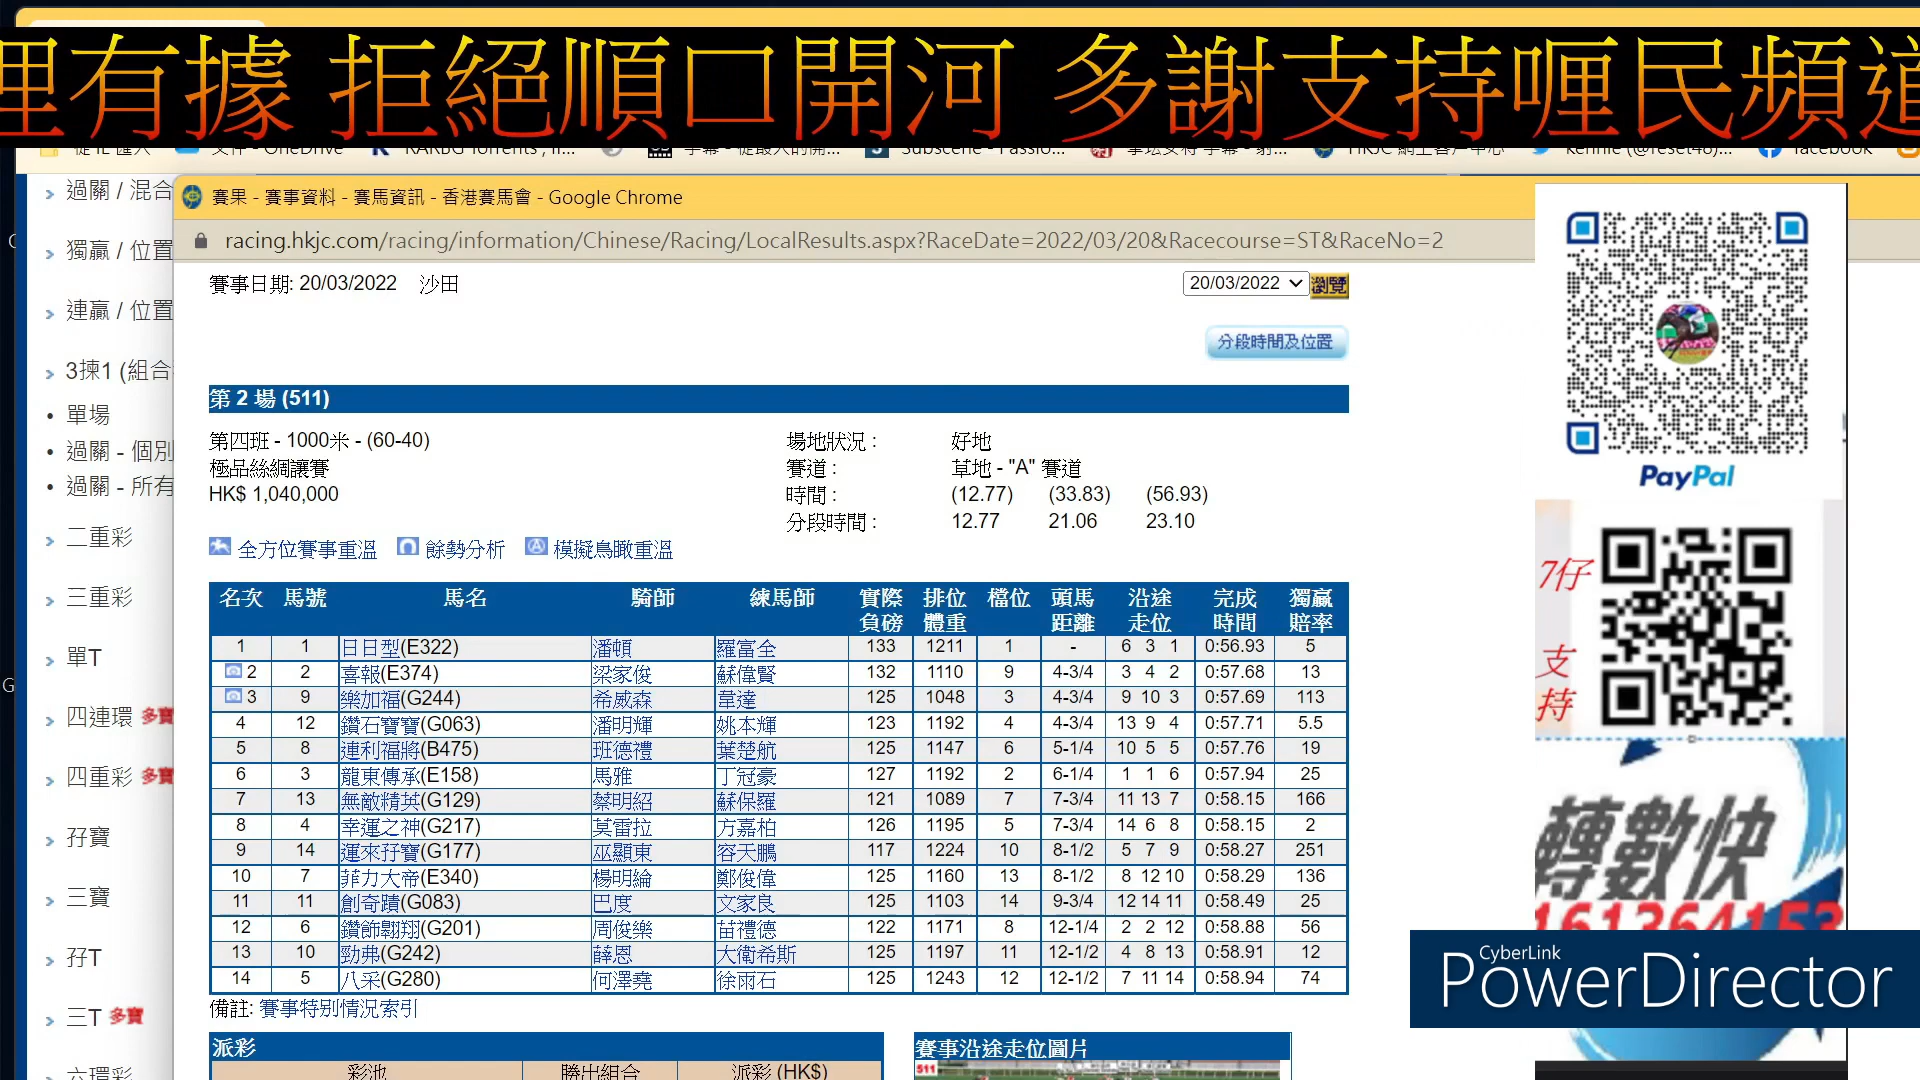 理有據 拒絕順口開河 多謝支持喱民頻道
賽果 - 賽事資料 - 賽馬資訊 - 香港賽馬會 - Google Chrome
racing.hkjc.com/racing/information/Chinese/Racing/LocalResults.aspx?RaceDate=2022/03/20&Racecourse=ST&RaceNo=2
過關 / 混合
獨贏 / 位置
連贏 / 位置
3揀1 (組合
單場
過關 - 個別
過關 - 所有
二重彩
三重彩
單T
四連環 多寶
四重彩 多寶
孖寶
三寶
孖T
三T 多寶
六環彩
賽事日期: 20/03/2022 沙田
20/03/2022 瀏覽
分段時間及位置
第 2 場 (511)
第四班 - 1000米 - (60-40) 場地狀況 : 好地
極品絲綢讓賽 賽道 : 草地 - "A" 賽道
HK$ 1,040,000 時間 : (12.77) (33.83) (56.93)
分段時間 : 12.77 21.06 23.10
全方位賽事重溫 餘勢分析 模擬鳥瞰重溫
名次 馬號 馬名 騎師 練馬師 實際負磅 排位體重 檔位 頭馬距離 沿途走位 完成時間 獨贏賠率
1 1 日日型(E322) 潘頓 羅富全 133 1211 1 - 6 3 1 0:56.93 5
2 2 喜報(E374) 梁家俊 蘇偉賢 132 1110 9 4-3/4 3 4 2 0:57.68 13
3 9 樂加福(G244) 希威森 韋達 125 1048 3 4-3/4 9 10 3 0:57.69 113
4 12 鑽石寶寶(G063) 潘明輝 姚本輝 123 1192 4 4-3/4 13 9 4 0:57.71 5.5
5 8 連利福將(B475) 班德禮 葉楚航 125 1147 6 5-1/4 10 5 5 0:57.76 19
6 3 龍東傳承(E158) 馬雅 丁冠豪 127 1192 2 6-1/4 1 1 6 0:57.94 25
7 13 無敵精英(G129) 蔡明紹 蘇保羅 121 1089 7 7-3/4 11 13 7 0:58.15 166
8 4 幸運之神(G217) 莫雷拉 方嘉柏 126 1195 5 7-3/4 14 6 8 0:58.15 2
9 14 運來孖寶(G177) 巫顯東 容天鵬 117 1224 10 8-1/2 5 7 9 0:58.27 251
10 7 菲力大帝(E340) 楊明綸 鄭俊偉 125 1160 13 8-1/2 8 12 10 0:58.29 136
11 11 創奇蹟(G083) 巴度 文家良 125 1103 14 9-3/4 12 14 11 0:58.49 25
12 6 鑽飾翱翔(G201) 周俊樂 苗禮德 122 1171 8 12-1/4 2 2 12 0:58.88 56
13 10 勁弗(G242) 薛恩 大衛希斯 125 1197 11 12-1/2 4 8 13 0:58.91 12
14 5 八采(G280) 何澤堯 徐雨石 125 1243 12 12-1/2 7 11 14 0:58.94 74
備註: 賽事特別情況索引
派彩 賽事沿途走位圖片
彩池 勝出組合 派彩 (HK$)
511
PayPal
7仔
支
持
轉數快
161364153
CyberLink
PowerDirector